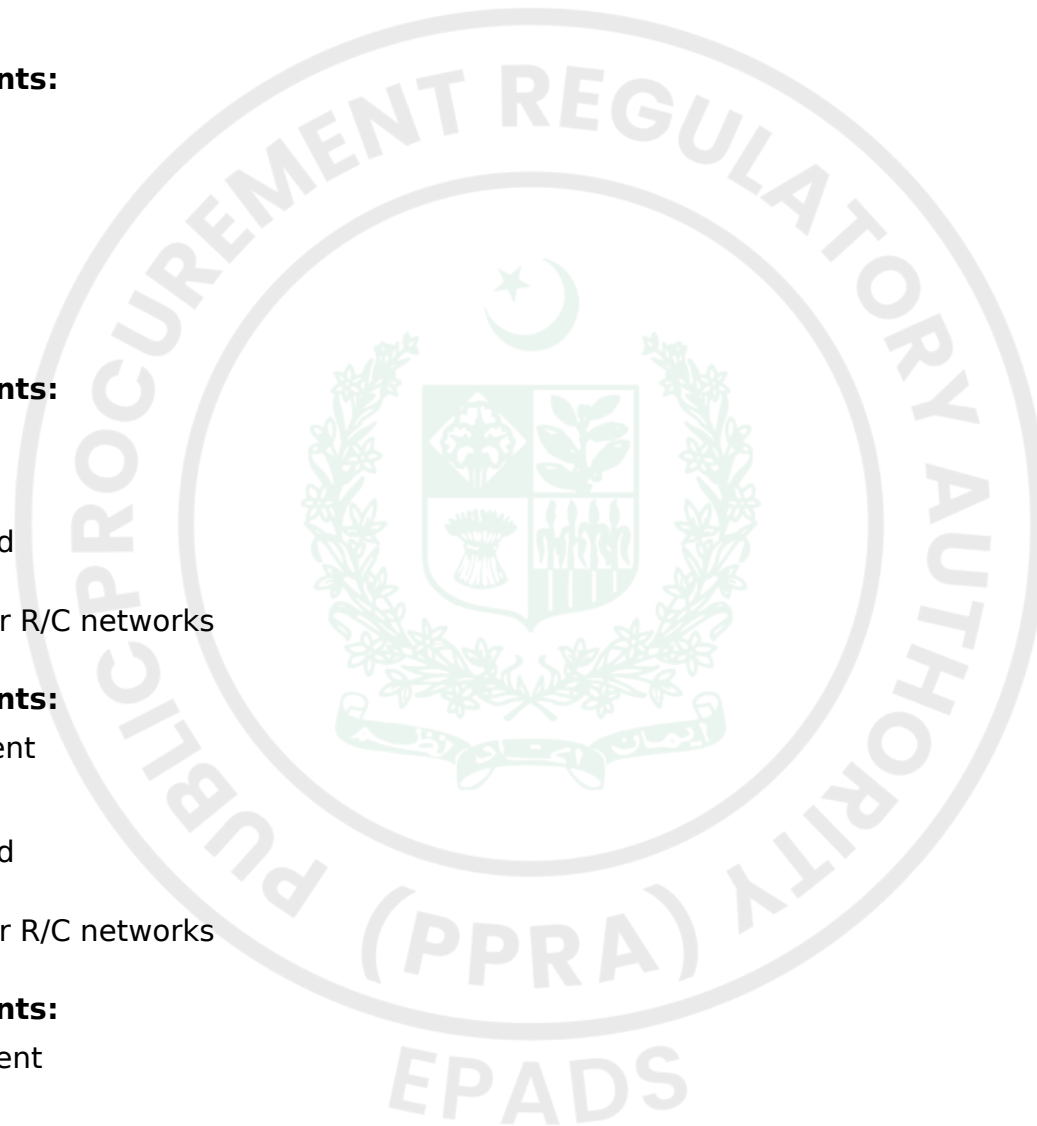 nts:
nts:
d
r R/C networks
nts:
ent
d
r R/C networks
nts:
ent
PUBLIC PROCUREMENT REGULATORY AUTHORITY
(PPRA)
EPADS